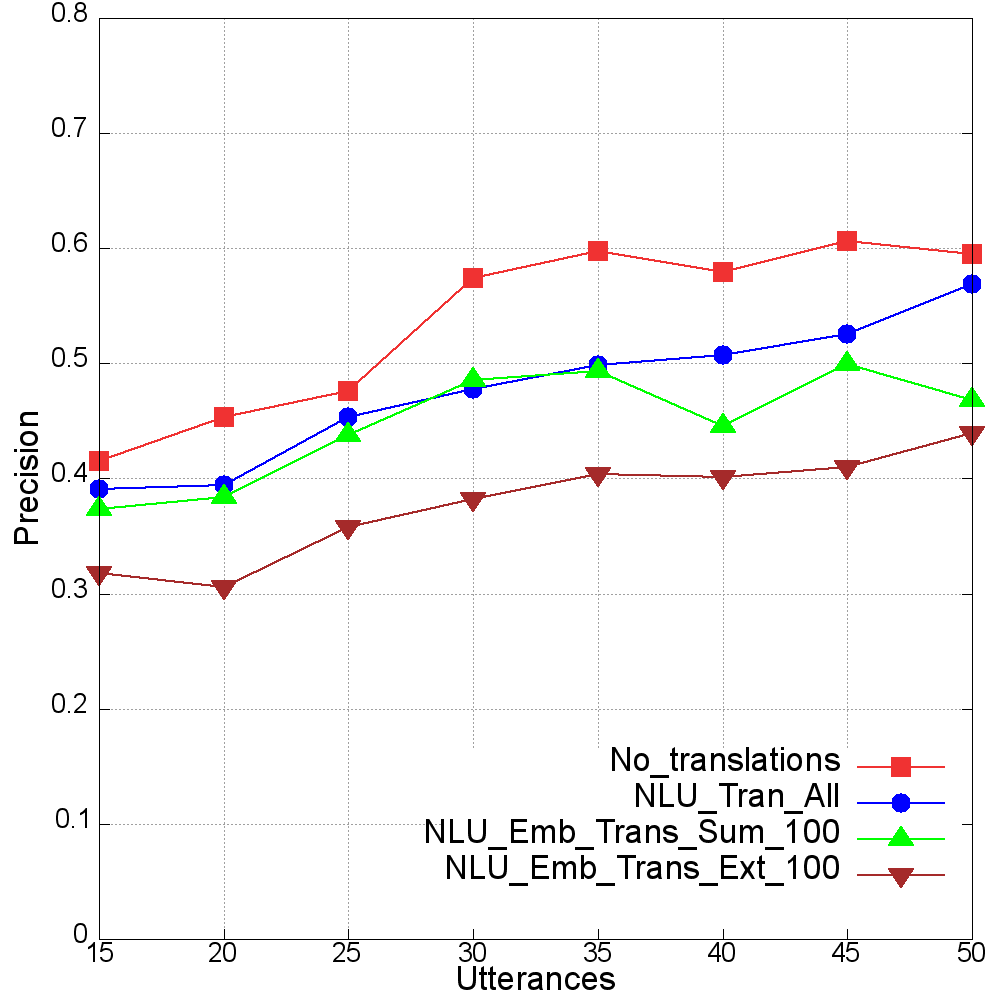 0.8
0.7
0.6
0.5
0.4
0.3
0.2
0.1
0
Precision
No_translations
NLU_Tran_All
NLU_Emb_Trans_Sum_100
NLU_Emb_Trans_Ext_100
15 20 25 30 35 40 45 50
Utterances